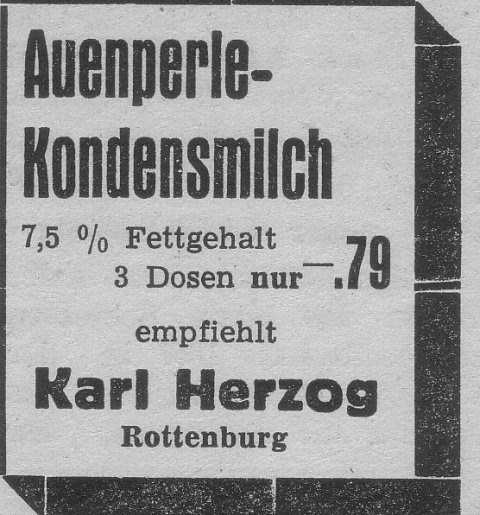 Auenperle-
Kondensmilch
7,5 % Fettgehalt
3 Dosen nur —.79
empfiehlt
Karl Herzog
Rottenburg